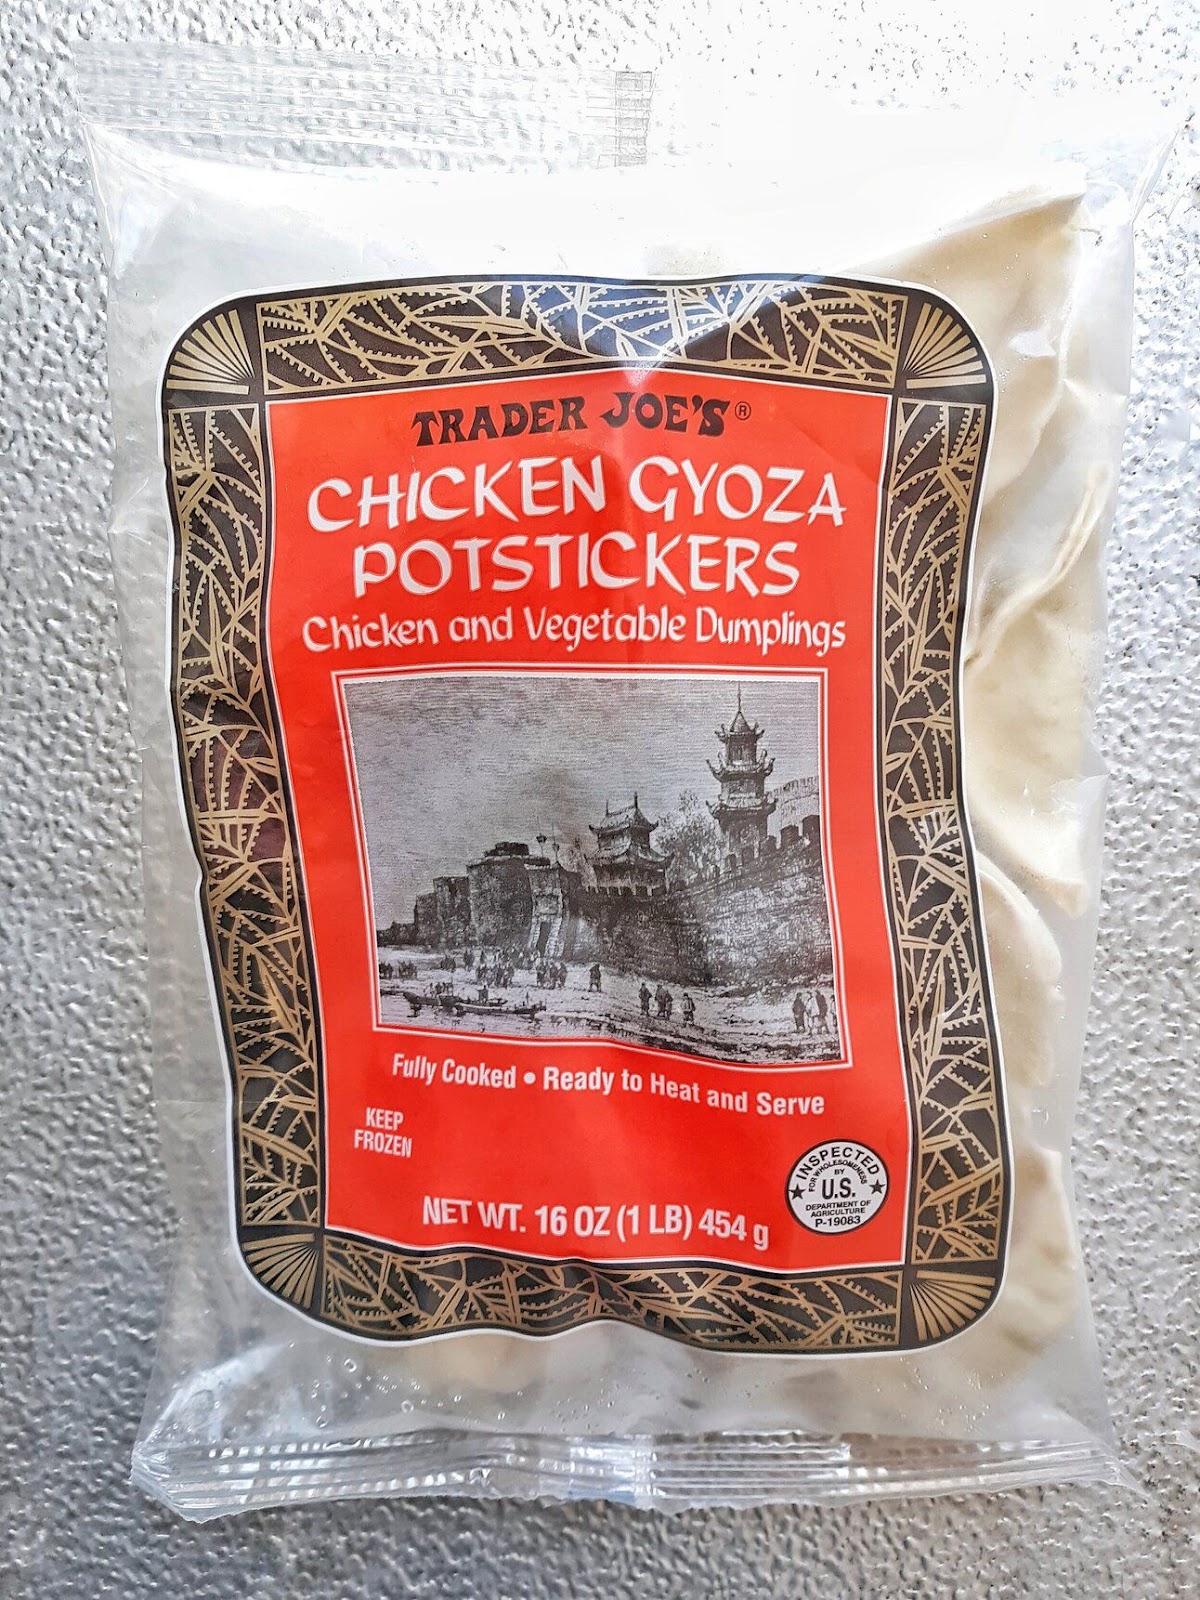 TRADER JOE'S®
CHICKEN GYOZA
POTSTICKERS
Chicken and Vegetable Dumplings
Fully Cooked • Ready to Heat and Serve
KEEP
FROZEN
NET WT. 16 OZ (1 LB) 454 g
INSPECTED
FOR WHOLESOMENESS
BY
U.S.
DEPARTMENT OF
AGRICULTURE
P-19083